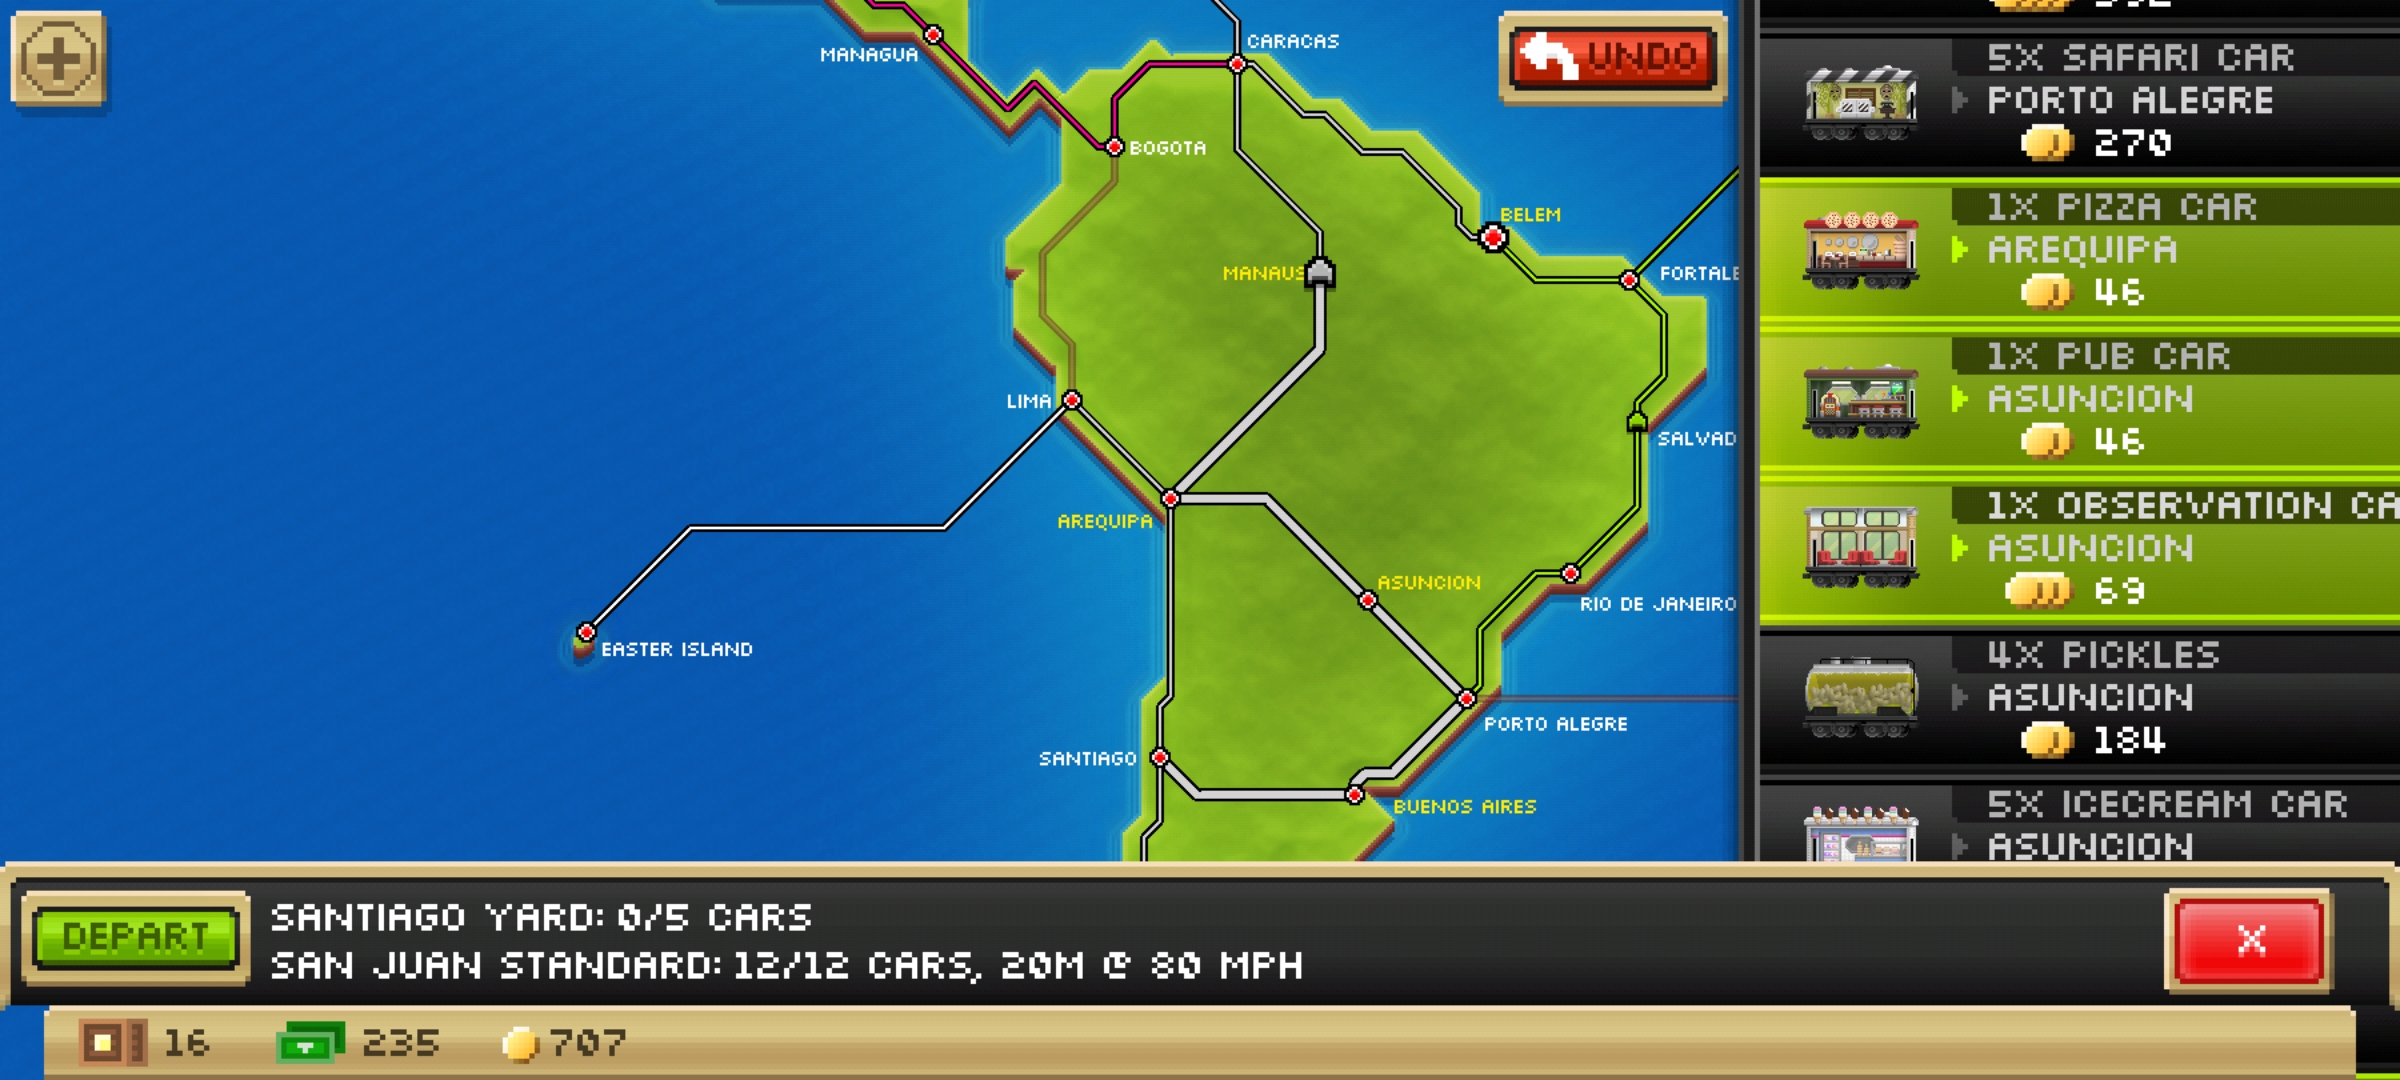 MANAGUA
CARACAS
BOGOTA
BELEM
MANAUS
FORTALE
LIMA
SALVAD
AREQUIPA
ASUNCION
RIO DE JANEIRO
EASTER ISLAND
PORTO ALEGRE
SANTIAGO
BUENOS AIRES
UNDO
5X SAFARI CAR
PORTO ALEGRE
270
1X PIZZA CAR
AREQUIPA
46
1X PUB CAR
ASUNCION
46
1X OBSERVATION CA
ASUNCION
69
4X PICKLES
ASUNCION
184
5X ICECREAM CAR
ASUNCION
DEPART
SANTIAGO YARD: 0/5 CARS
SAN JUAN STANDARD: 12/12 CARS, 20M @ 80 MPH
X
16
235
707